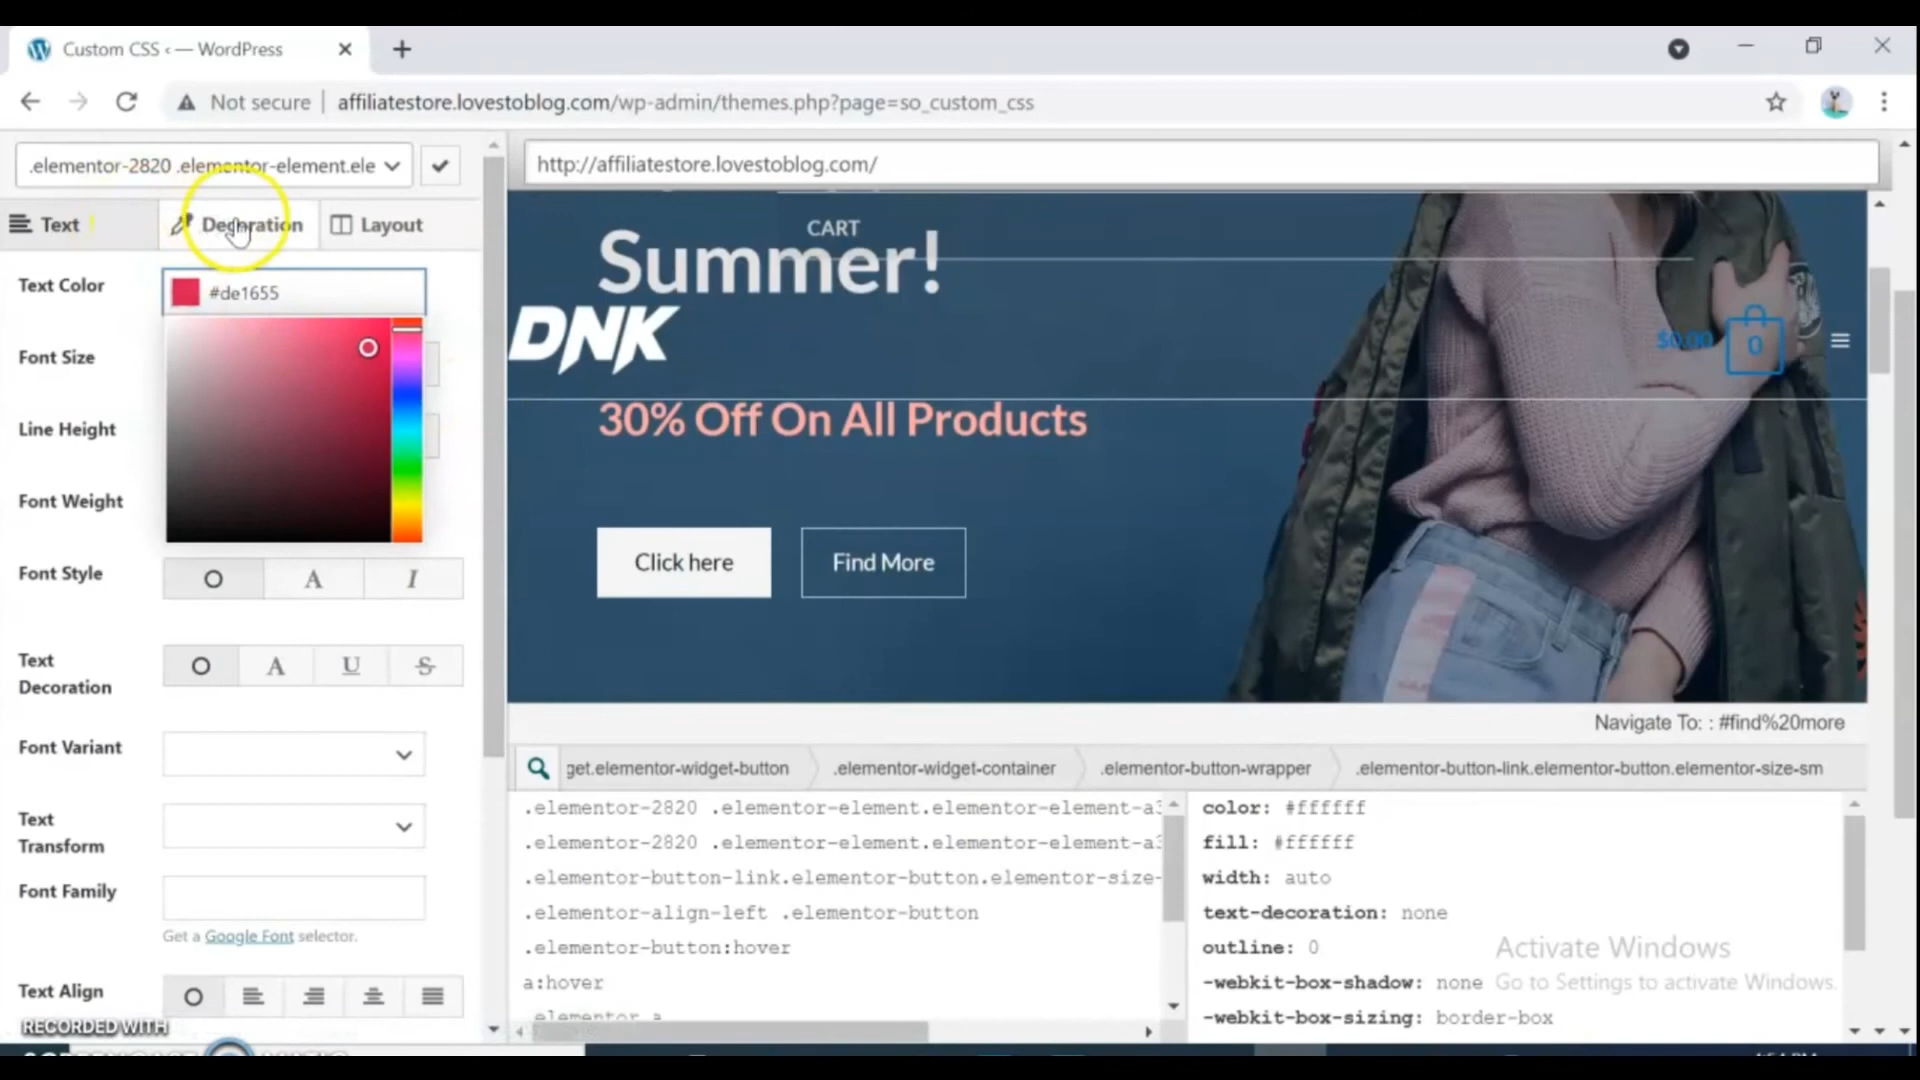 Custom CSS ‹ — WordPress
Not secure
affiliatestore.lovestoblog.com/wp-admin/themes.php?page=so_custom_css
.elementor-2820 .elementor-element.ele
http://affiliatestore.lovestoblog.com/
Text
Decoration
Layout
Text Color
#de1655
Font Size
Line Height
Font Weight
Font Style
A
I
Text Decoration
A
U
S
Font Variant
Text Transform
Font Family
Get a Google Font selector.
Text Align
RECORDED WITH
CART
Summer!
DNK
$0.00
0
30% Off On All Products
Click here
Find More
Navigate To: : #find%20more
get.elementor-widget-button
.elementor-widget-container
.elementor-button-wrapper
.elementor-button-link.elementor-button.elementor-size-sm
.elementor-2820 .elementor-element.elementor-element-a3
.elementor-2820 .elementor-element.elementor-element-a3
.elementor-button-link.elementor-button.elementor-size-
.elementor-align-left .elementor-button
.elementor-button:hover
a:hover
.elementor a
color: #ffffff
fill: #ffffff
width: auto
text-decoration: none
outline: 0
-webkit-box-shadow: none
-webkit-box-sizing: border-box
Activate Windows
Go to Settings to activate Windows.